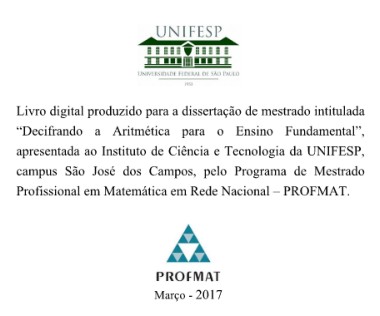 UNIFESP
UNIVERSIDADE FEDERAL DE SÃO PAULO
1933
Livro digital produzido para a dissertação de mestrado intitulada
“Decifrando a Aritmética para o Ensino Fundamental”,
apresentada ao Instituto de Ciência e Tecnologia da UNIFESP,
campus São José dos Campos, pelo Programa de Mestrado
Profissional em Matemática em Rede Nacional – PROFMAT.
PROFMAT
Março - 2017